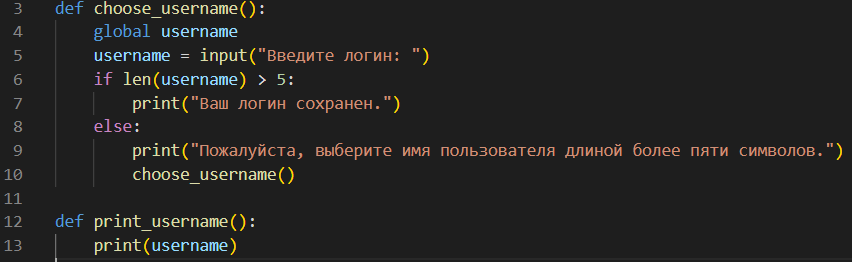 3 def choose_username():
4 global username
5 username = input("Введите логин: ")
6 if len(username) > 5:
7 print("Ваш логин сохранен.")
8 else:
9 print("Пожалуйста, выберите имя пользователя длиной более пяти символов.")
10 choose_username()
11
12 def print_username():
13 print(username)